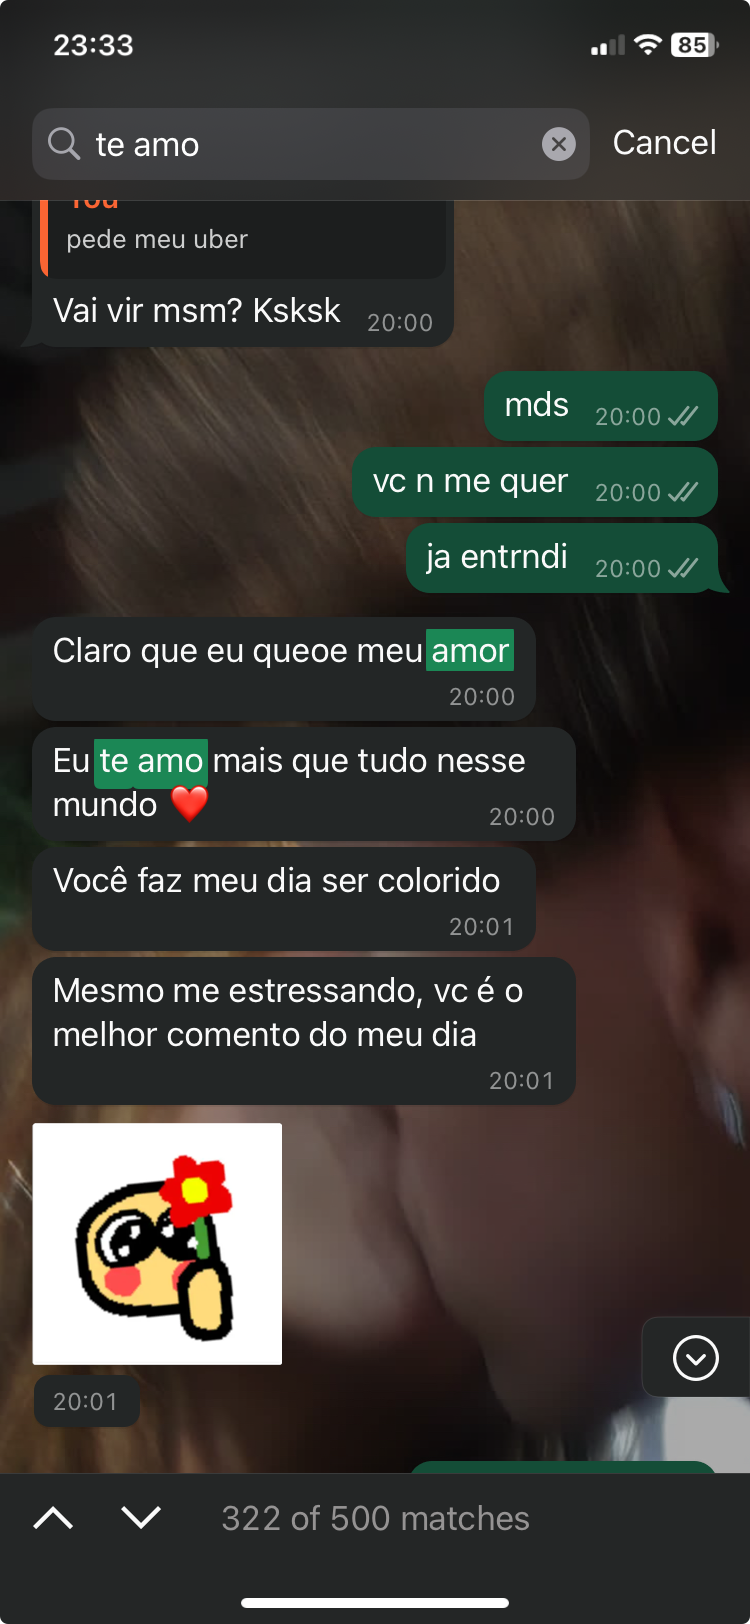 23:33
85
te amo
Cancel
You
pede meu uber
Vai vir msm? Ksksk 20:00
mds 20:00
vc n me quer 20:00
ja entrndi 20:00
Claro que eu queoe meu amor
20:00
Eu te amo mais que tudo nesse
mundo ❤️ 20:00
Você faz meu dia ser colorido
20:01
Mesmo me estressando, vc é o
melhor comento do meu dia
20:01
20:01
322 of 500 matches